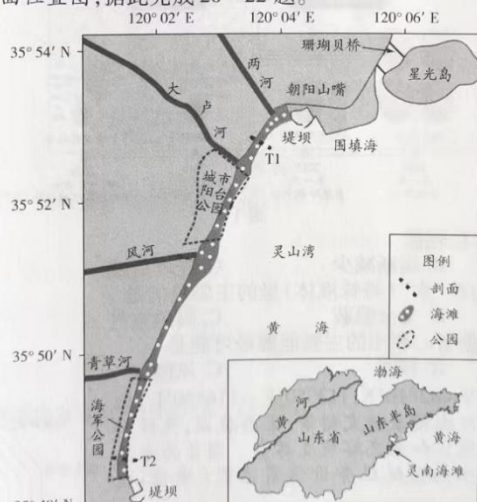 面位置图,据此完成20~22题。
120°02′E
120°04′E
120°06′E
35°54′N
珊瑚贝桥
星光岛
两河
大卢河
朝阳山嘴
堤坝
围填海
T1
城市阳台公园
35°52′N
灵山湾
风河
图例
剖面
海滩
公园
黄海
35°50′N
青草河
海军公园
渤海
黄河
山东省
山东半岛
黄海
灵南海滩
T2
堤坝